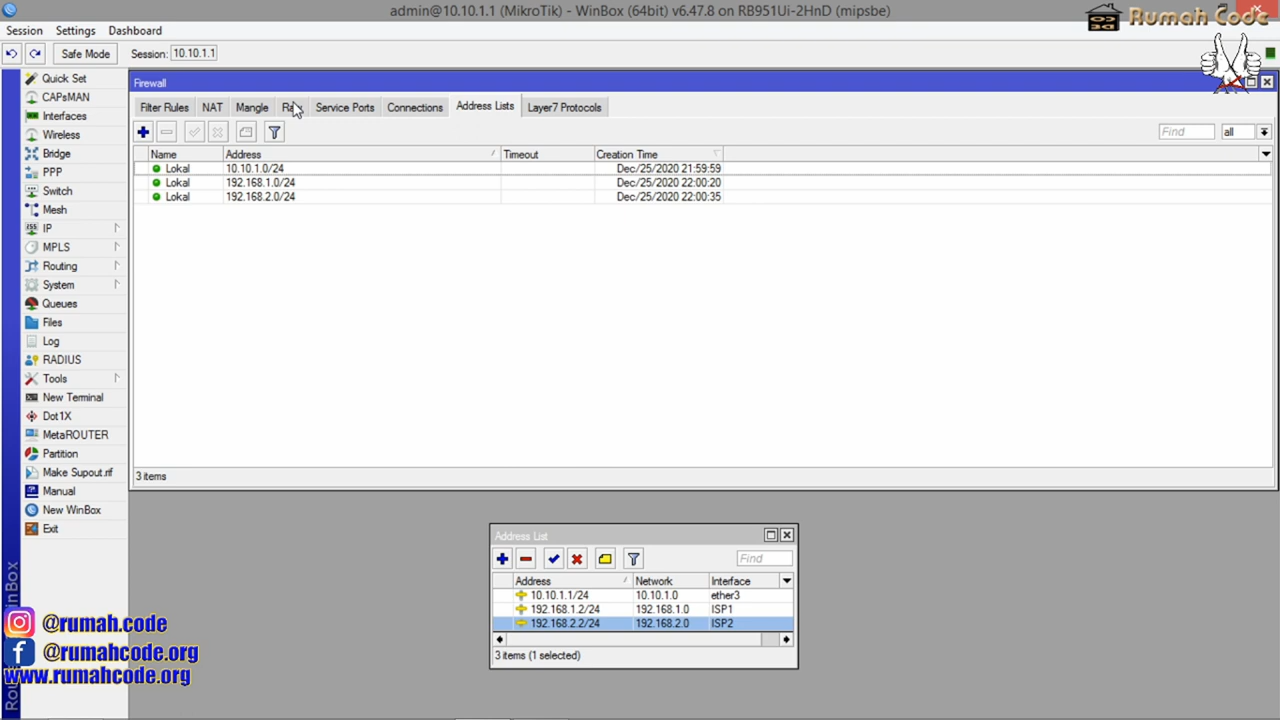 admin@10.10.1.1 (MikroTik) - WinBox (64bit) v6.47.8 on RB951Ui-2HnD (mipsbe)
Rumah Code
Session Settings Dashboard
Safe Mode Session: 10.10.1.1
Quick Set
CAPsMAN
Interfaces
Wireless
Bridge
PPP
Switch
Mesh
IP
MPLS
Routing
System
Queues
Files
Log
RADIUS
Tools
New Terminal
Dot1X
MetaROUTER
Partition
Make Supout.rif
Manual
New WinBox
Exit
Firewall
Filter Rules NAT Mangle Raw Service Ports Connections Address Lists Layer7 Protocols
Find all
Name Address Timeout Creation Time
Lokal 10.10.1.0/24 Dec/25/2020 21:59:59
Lokal 192.168.1.0/24 Dec/25/2020 22:00:20
Lokal 192.168.2.0/24 Dec/25/2020 22:00:35
3 items
Address List
Find
Address Network Interface
10.10.1.1/24 10.10.1.0 ether3
192.168.1.2/24 192.168.1.0 ISP1
192.168.2.2/24 192.168.2.0 ISP2
3 items (1 selected)
@rumah.code
@rumahcode.org
www.rumahcode.org